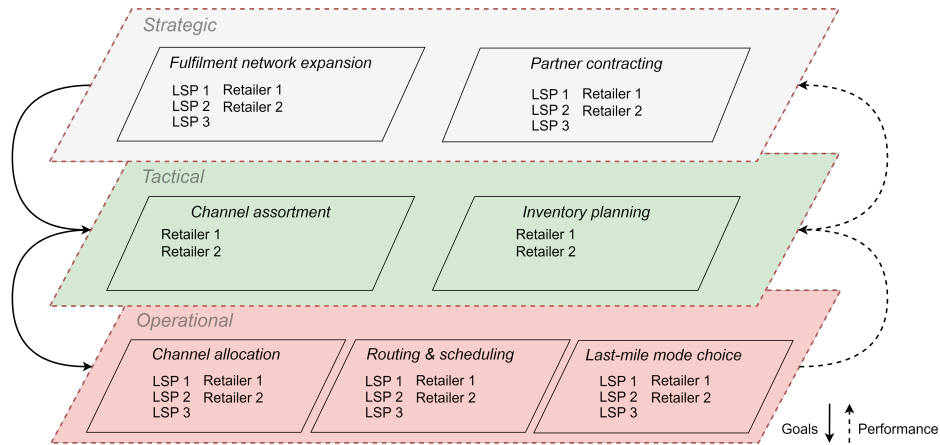 Strategic
Fulfilment network expansion
LSP 1 Retailer 1
LSP 2 Retailer 2
LSP 3
Partner contracting
LSP 1 Retailer 1
LSP 2 Retailer 2
LSP 3
Tactical
Channel assortment
Retailer 1
Retailer 2
Inventory planning
Retailer 1
Retailer 2
Operational
Channel allocation
LSP 1 Retailer 1
LSP 2 Retailer 2
LSP 3
Routing & scheduling
LSP 1 Retailer 1
LSP 2 Retailer 2
LSP 3
Last-mile mode choice
LSP 1 Retailer 1
LSP 2 Retailer 2
LSP 3
Goals
Performance